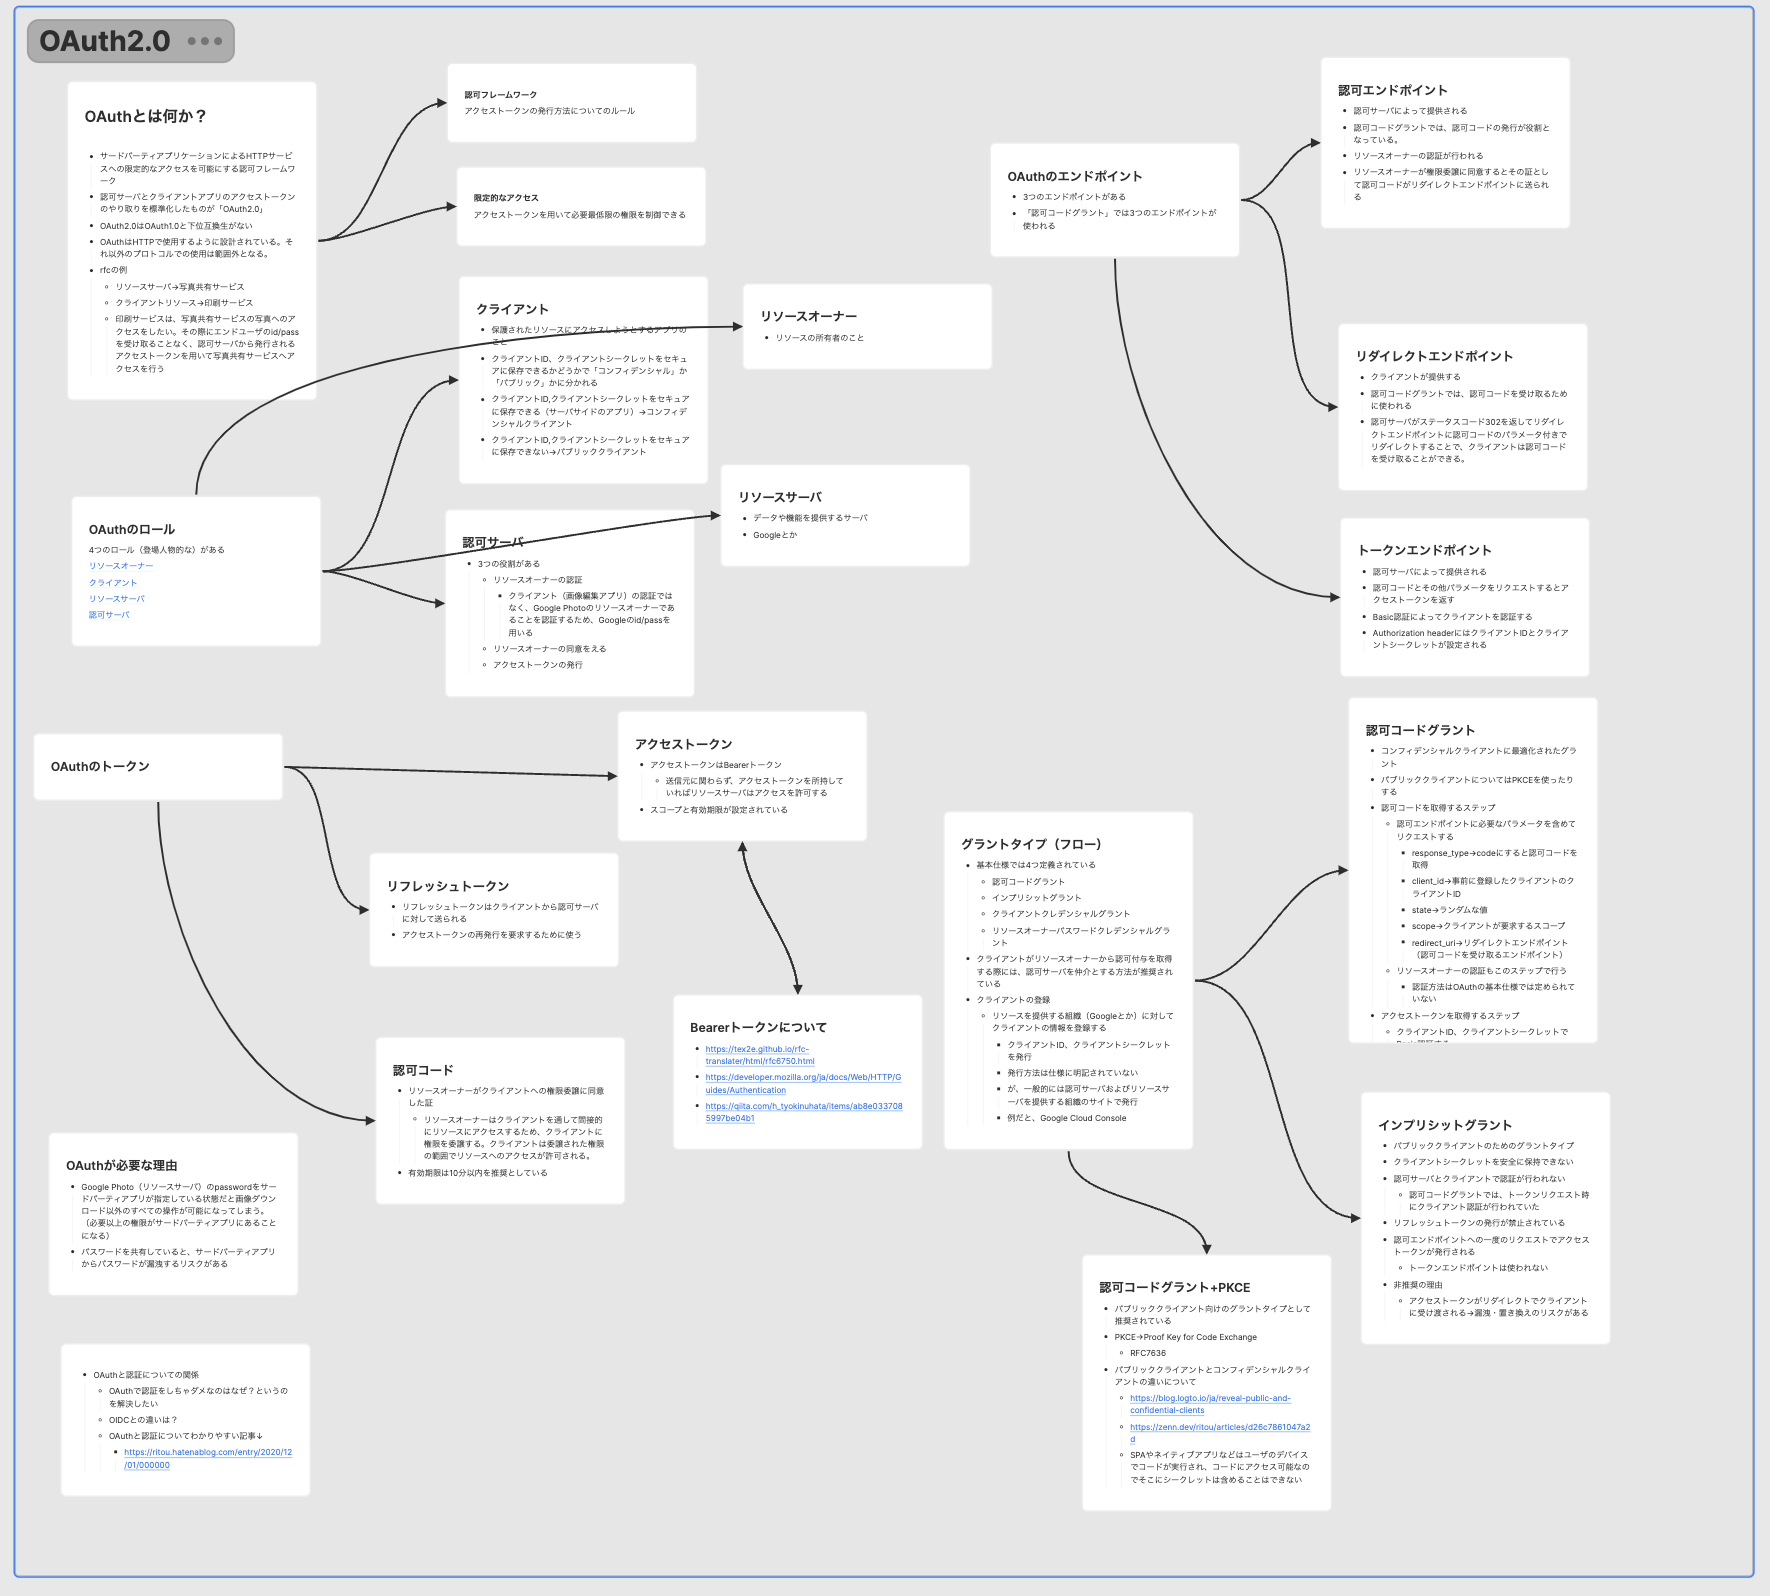 OAuth2.0
OAuthとは何か？
サードパーティアプリケーションによるHTTPサービ
スへの限定的なアクセスを可能にする認可フレームワ
ーク
認可サーバとクライアントアプリのアクセストークン
のやり取りを標準化したものが「OAuth2.0」
OAuth2.0はOAuth1.0と下位互換生がない
OAuthはHTTPで使用するように設計されている。そ
れ以外のプロトコルでの使用は範囲外となる。
rfcの例
リソースサーバ→写真共有サービス
クライアントリソース→印刷サービス
印刷サービスは、写真共有サービスの写真へのア
クセスをしたい。その際にエンドユーザのid/pass
を受け取ることなく、認可サーバから発行される
アクセストークンを用いて写真共有サービスへア
クセスを行う
認可フレームワーク
アクセストークンの発行方法についてのルール
限定的なアクセス
アクセストークンを用いて必要最低限の権限を制御できる
クライアント
保護されたリソースにアクセスしようとするアプリの
こと
クライアントID、クライアントシークレットをセキュ
アに保存できるかどうかで「コンフィデンシャル」か
「パブリック」かに分かれる
クライアントID,クライアントシークレットをセキュア
に保存できる（サーバサイドのアプリ）→コンフィデ
ンシャルクライアント
クライアントID,クライアントシークレットをセキュア
に保存できない→パブリッククライアント
リソースオーナー
リソースの所有者のこと
OAuthのロール
4つのロール（登場人物的な）がある
リソースオーナー
クライアント
リソースサーバ
認可サーバ
認可サーバ
3つの役割がある
リソースオーナーの認証
クライアント（画像編集アプリ）の認証では
なく、Google Photoのリソースオーナーであ
ることを認証するため、Googleのid/passを
用いる
リソースオーナーの同意をえる
アクセストークンの発行
リソースサーバ
データや機能を提供するサーバ
Googleとか
OAuthのエンドポイント
3つのエンドポイントがある
「認可コードグラント」では3つのエンドポイントが
使われる
認可エンドポイント
認可サーバによって提供される
認可コードグラントでは、認可コードの発行が役割と
なっている。
リソースオーナーの認証が行われる
リソースオーナーが権限委譲に同意するとその証とし
て認可コードがリダイレクトエンドポイントに送られ
る
リダイレクトエンドポイント
クライアントが提供する
認可コードグラントでは、認可コードを受け取るため
に使われる
認可サーバがステータスコード302を返してリダイレ
クトエンドポイントに認可コードのパラメータ付きで
リダイレクトすることで、クライアントは認可コード
を受け取ることができる。
トークンエンドポイント
認可サーバによって提供される
認可コードとその他パラメータをリクエストするとア
クセストークンを返す
Basic認証によってクライアントを認証する
Authorization headerにはクライアントIDとクライア
ントシークレットが設定される
OAuthのトークン
アクセストークン
アクセストークンはBearerトークン
送信元に関わらず、アクセストークンを所持して
いればリソースサーバはアクセスを許可する
スコープと有効期限が設定されている
リフレッシュトークン
リフレッシュトークンはクライアントから認可サーバ
に対して送られる
アクセストークンの再発行を要求するために使う
認可コード
リソースオーナーがクライアントへの権限委譲に同意
した証
リソースオーナーはクライアントを通して間接的
にリソースにアクセスするため、クライアントに
権限を委譲する。クライアントは委譲された権限
の範囲でリソースへのアクセスが許可される。
有効期限は10分以内を推奨としている
Bearerトークンについて
https://tex2e.github.io/rfc-
translater/html/rfc6750.html
https://developer.mozilla.org/ja/docs/Web/HTTP/G
uides/Authentication
https://qiita.com/h_tyokinuhata/items/ab8e033708
5997be04b1
OAuthが必要な理由
Google Photo（リソースサーバ）のpasswordをサー
ドパーティアプリが指定している状態だと画像ダウン
ロード以外のすべての操作が可能になってしまう。
（必要以上の権限がサードパーティアプリにあること
になる）
パスワードを共有していると、サードパーティアプリ
からパスワードが漏洩するリスクがある
OAuthと認証についての関係
OAuthで認証をしちゃダメなのはなぜ？というの
を解決したい
OIDCとの違いは？
OAuthと認証についてわかりやすい記事↓
https://ritou.hatenablog.com/entry/2020/12
/01/000000
グラントタイプ（フロー）
基本仕様では4つ定義されている
認可コードグラント
インプリシットグラント
クライアントクレデンシャルグラント
リソースオーナーパスワードクレデンシャルグラ
ント
クライアントがリソースオーナーから認可付与を取得
する際には、認可サーバを仲介とする方法が推奨され
ている
クライアントの登録
リソースを提供する組織（Googleとか）に対して
クライアントの情報を登録する
クライアントID、クライアントシークレット
を発行
発行方法は仕様に明記されていない
が、一般的には認可サーバおよびリソースサ
ーバを提供する組織のサイトで発行
例だと、Google Cloud Console
認可コードグラント
コンフィデンシャルクライアントに最適化されたグラ
ント
パブリッククライアントについてはPKCEを使ったり
する
認可コードを取得するステップ
認可エンドポイントに必要なパラメータを含めて
リクエストする
response_type→codeにすると認可コードを
取得
client_id→事前に登録したクライアントのク
ライアントID
state→ランダムな値
scope→クライアントが要求するスコープ
redirect_uri→リダイレクトエンドポイント
（認可コードを受け取るエンドポイント）
リソースオーナーの認証もこのステップで行う
認証方法はOAuthの基本仕様では定められて
いない
アクセストークンを取得するステップ
クライアントID、クライアントシークレットで
インプリシットグラント
パブリッククライアントのためのグラントタイプ
クライアントシークレットを安全に保持できない
認可サーバとクライアントで認証が行われない
認可コードグラントでは、トークンリクエスト時
にクライアント認証が行われていた
リフレッシュトークンの発行が禁止されている
認可エンドポイントへの一度のリクエストでアクセス
トークンが発行される
トークンエンドポイントは使われない
非推奨の理由
アクセストークンがリダイレクトでクライアント
に受け渡される→漏洩・置き換えのリスクがある
認可コードグラント+PKCE
パブリッククライアント向けのグラントタイプとして
推奨されている
PKCE→Proof Key for Code Exchange
RFC7636
パブリッククライアントとコンフィデンシャルクライ
アントの違いについて
https://blog.logto.io/ja/reveal-public-and-
confidential-clients
https://zenn.dev/ritou/articles/d26c7861047a2
d
SPAやネイティブアプリなどはユーザのデバイス
でコードが実行され、コードにアクセス可能なの
でそこにシークレットは含めることはできない